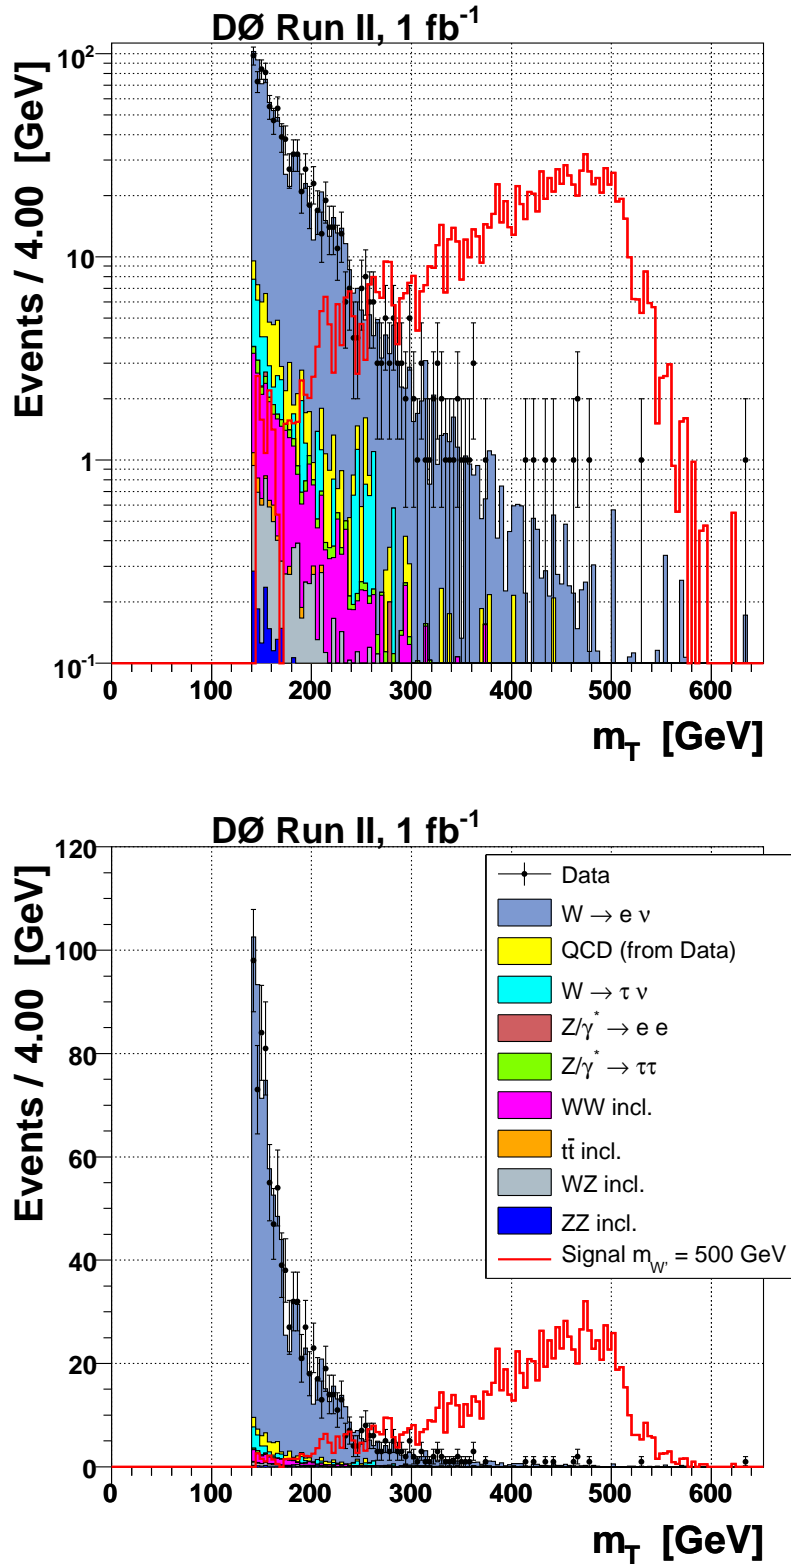 DØ Run II, 1 fb⁻¹
Events / 4.00 [GeV]
10²
10
1
10⁻¹
0 100 200 300 400 500 600
m_T [GeV]
DØ Run II, 1 fb⁻¹
Events / 4.00 [GeV]
120
100
80
60
40
20
0
Data
W → e ν
QCD (from Data)
W → τ ν
Z/γ* → e e
Z/γ* → ττ
WW incl.
tt̄ incl.
WZ incl.
ZZ incl.
Signal m_W' = 500 GeV
0 100 200 300 400 500 600
m_T [GeV]